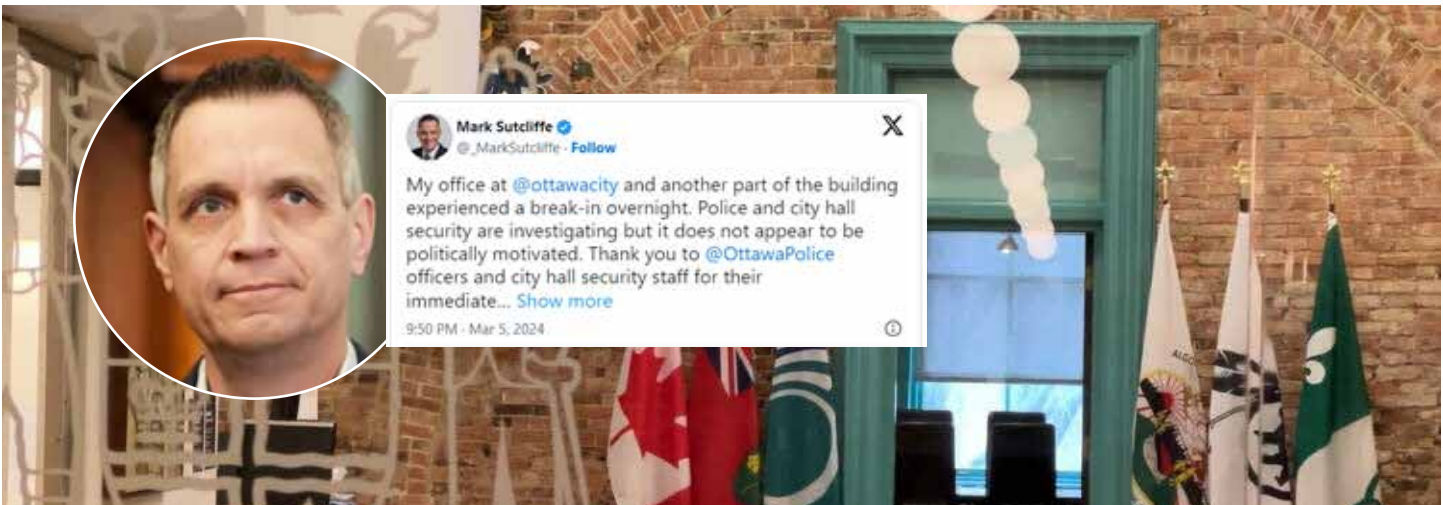 Mark Sutcliffe
@_MarkSutcliffe · Follow
My office at @ottawacity and another part of the building
experienced a break-in overnight. Police and city hall
security are investigating but it does not appear to be
politically motivated. Thank you to @OttawaPolice
officers and city hall security staff for their
immediate... Show more
9:50 PM · Mar 5, 2024